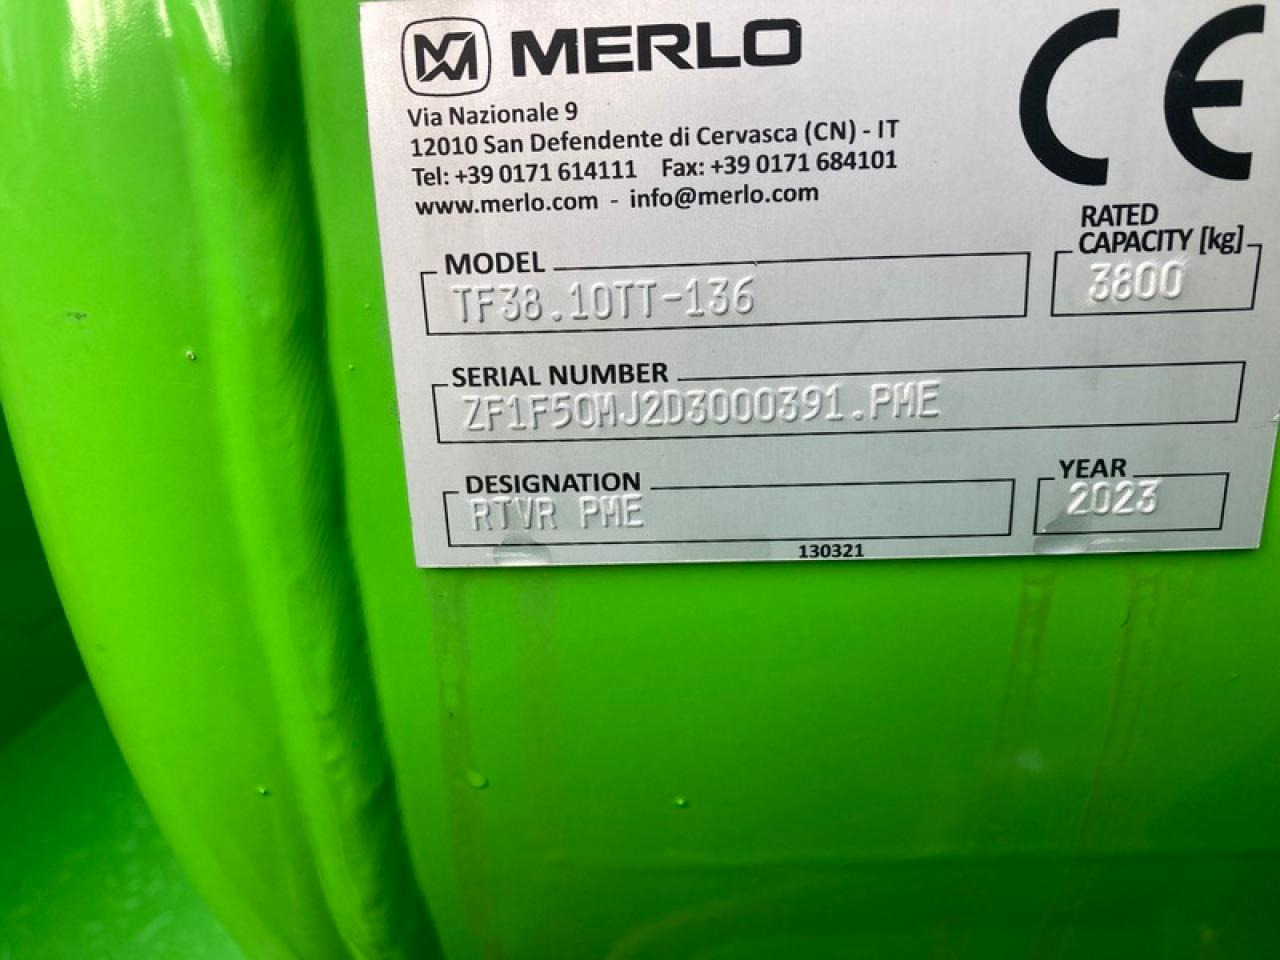 MERLO
Via Nazionale 9
12010 San Defendente di Cervasca (CN) - IT
Tel: +39 0171 614111 Fax: +39 0171 684101
www.merlo.com - info@merlo.com
CE
MODEL
TF38.10TT-136
RATED
CAPACITY [kg]
3800
SERIAL NUMBER
ZF1F50MJ2D3000391.PME
DESIGNATION
RTVR PME
YEAR
2023
130321